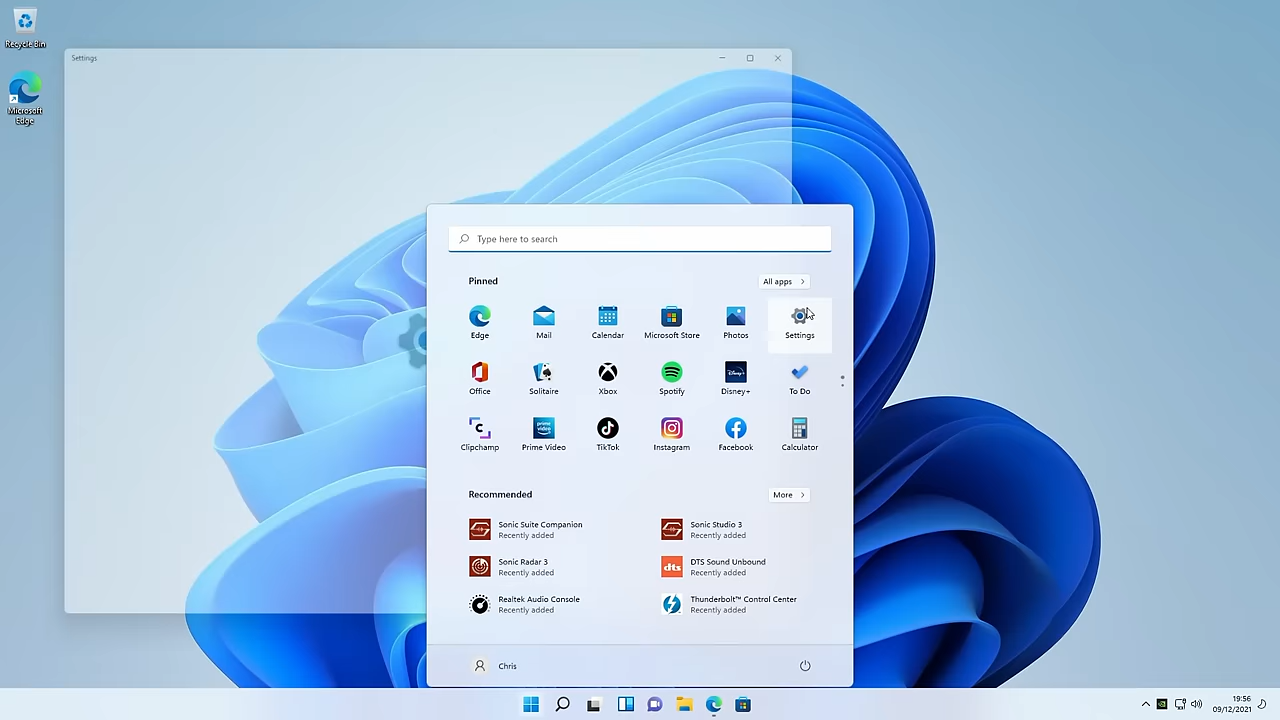 Recycle Bin
Microsoft
Edge
Settings
Type here to search
Pinned
All apps
Edge
Mail
Calendar
Microsoft Store
Photos
Settings
Office
Solitaire
Xbox
Spotify
Disney+
To Do
Clipchamp
prime video
Prime Video
TikTok
Instagram
Facebook
Calculator
Recommended
More
Sonic Suite Companion
Recently added
Sonic Studio 3
Recently added
Sonic Radar 3
Recently added
dts
DTS Sound Unbound
Recently added
Realtek Audio Console
Recently added
Thunderbolt™ Control Center
Recently added
Chris
19:56
09/12/2021